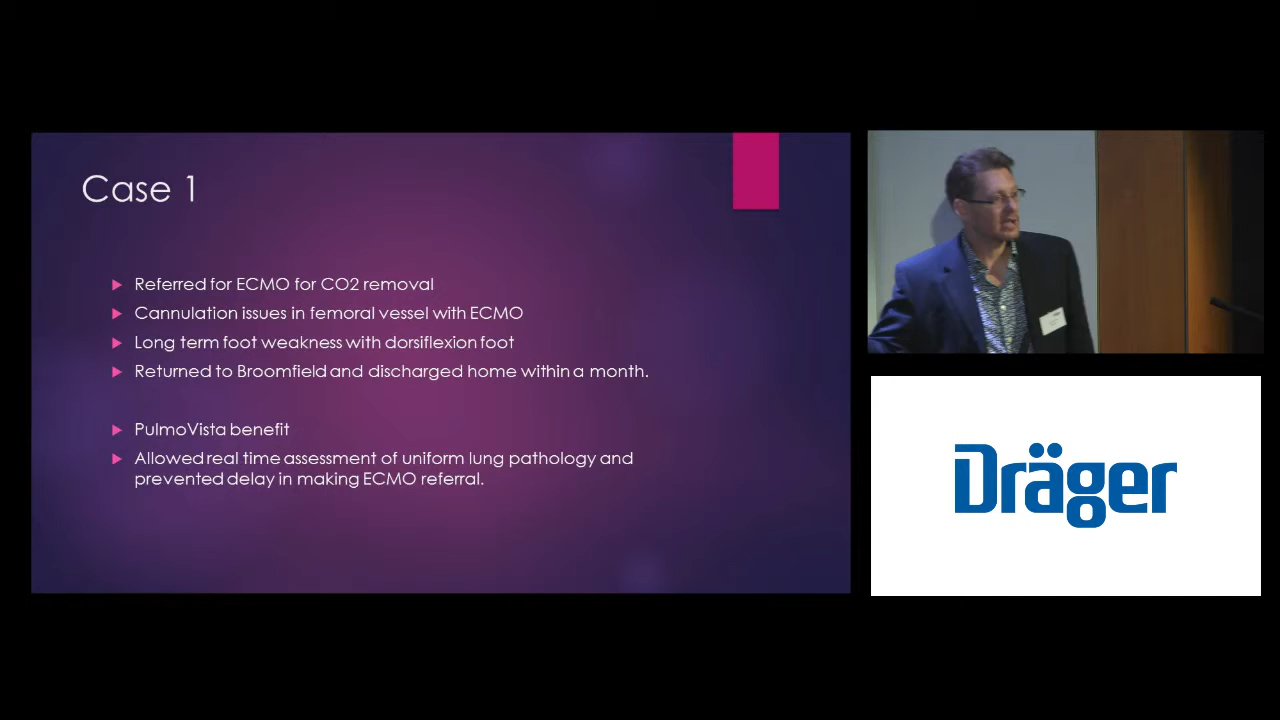 Case 1
Referred for ECMO for CO2 removal
Cannulation issues in femoral vessel with ECMO
Long term foot weakness with dorsiflexion foot
Returned to Broomfield and discharged home within a month.
PulmoVista benefit
Allowed real time assessment of uniform lung pathology and
prevented delay in making ECMO referral.
Dräger